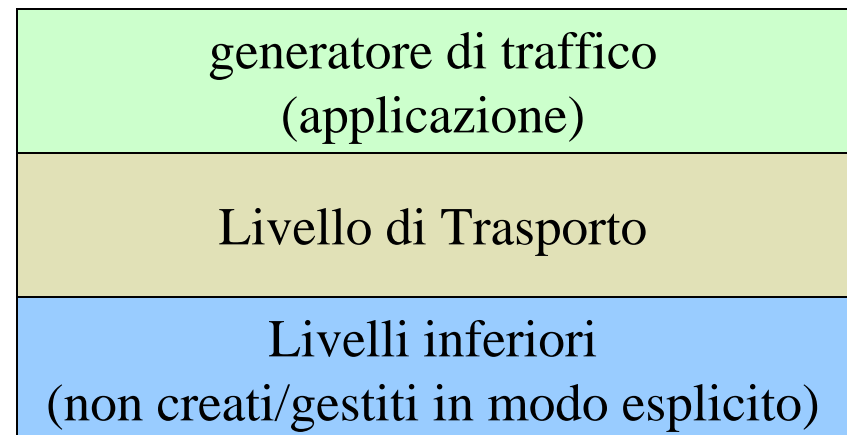 generatore di traffico
(applicazione)
Livello di Trasporto
Livelli inferiori
(non creati/gestiti in modo esplicito)